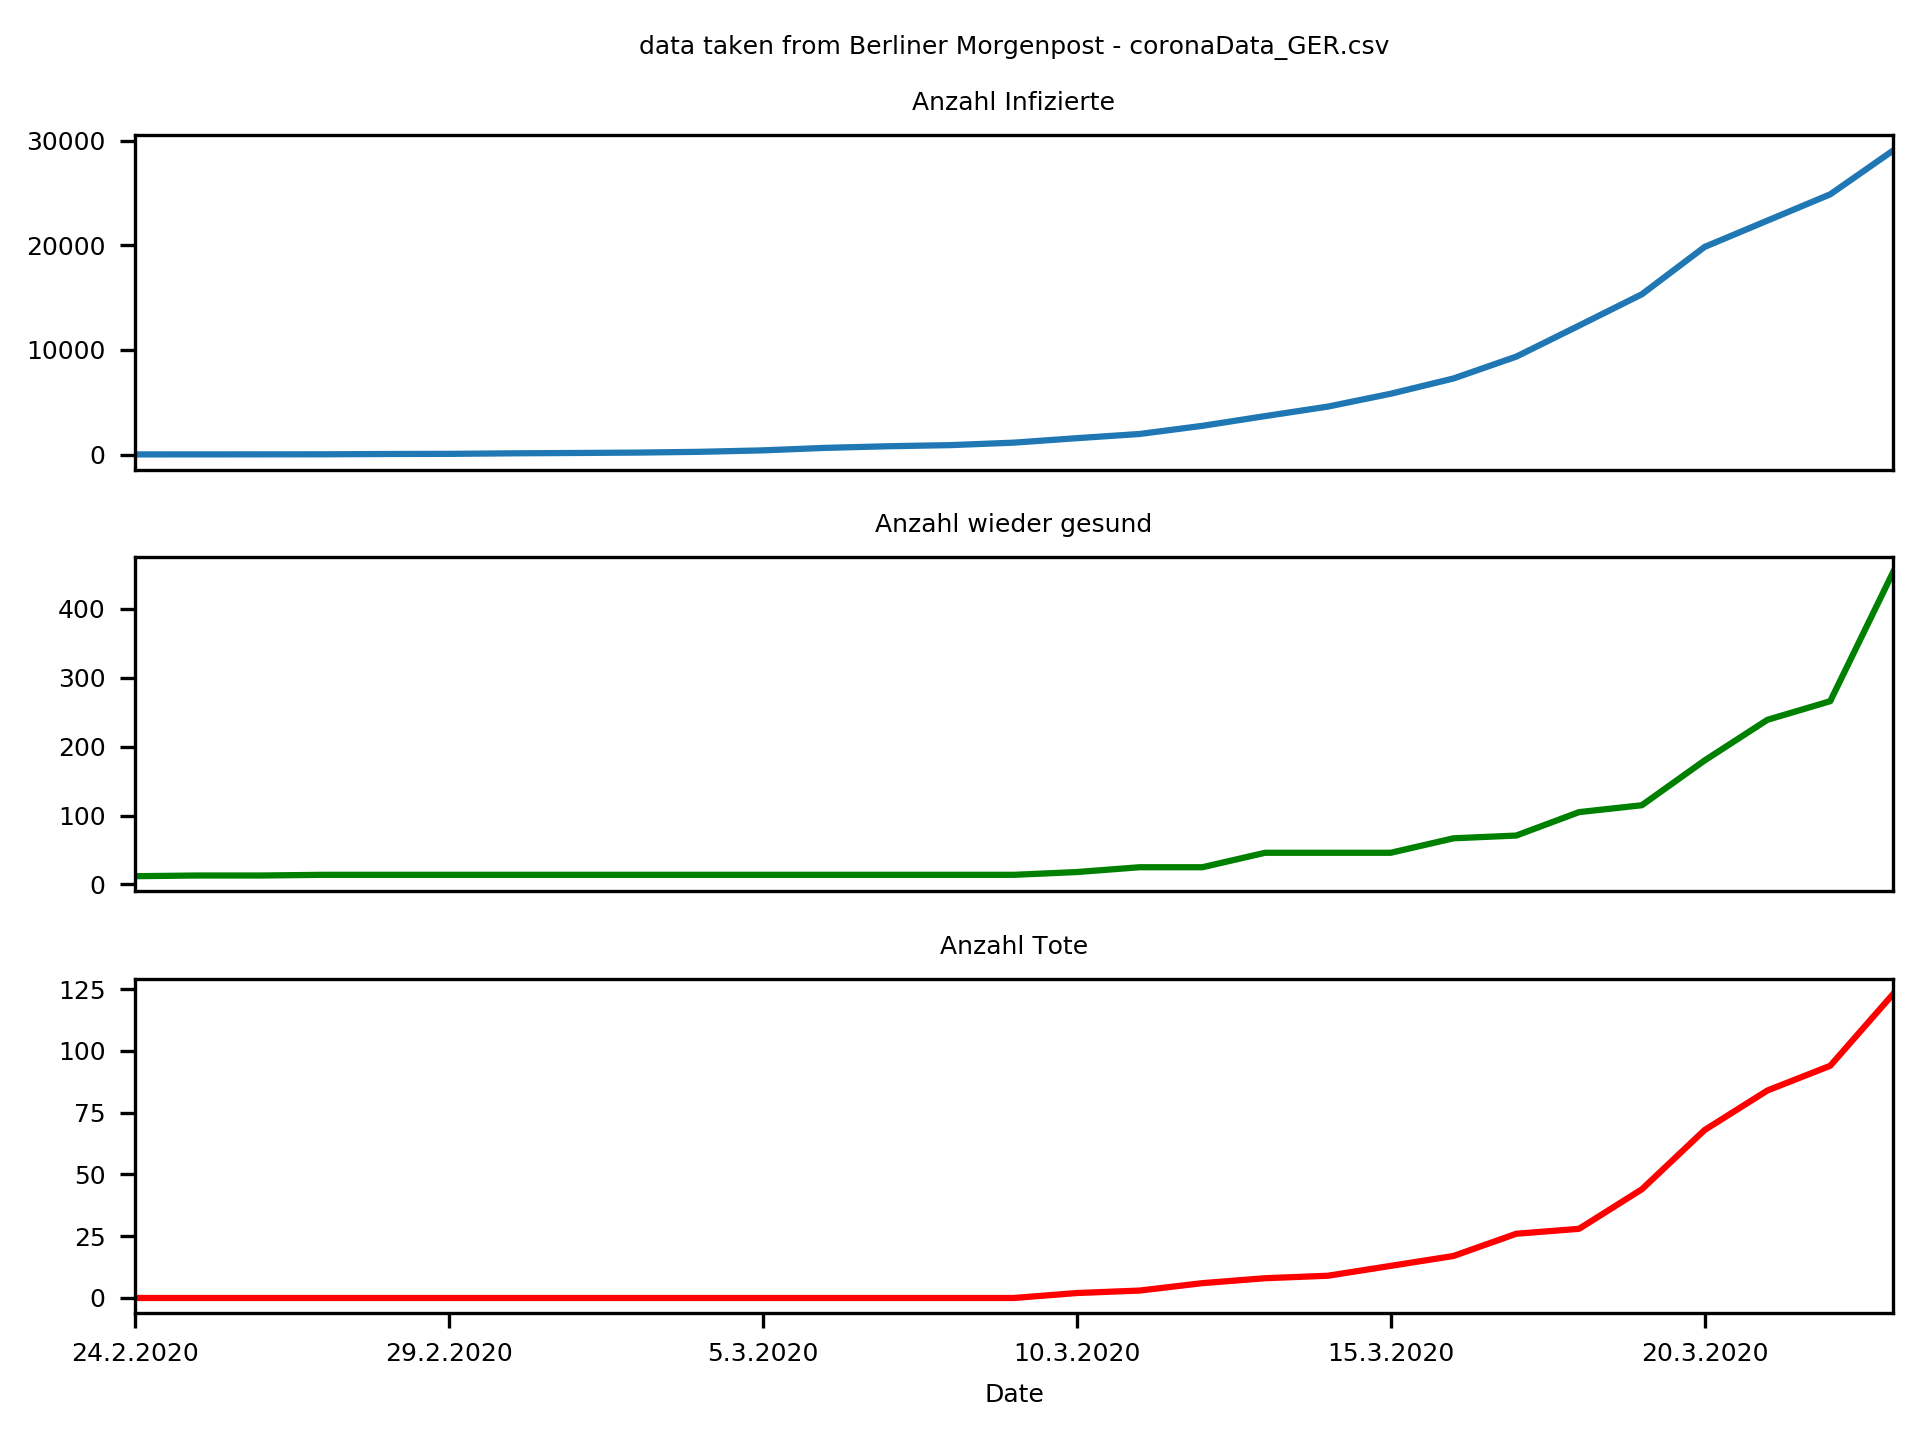 data taken from Berliner Morgenpost - coronaData_GER.csv
Anzahl Infizierte
30000
20000
10000
0
Anzahl wieder gesund
400
300
200
100
0
Anzahl Tote
125
100
75
50
25
0
24.2.2020 29.2.2020 5.3.2020 10.3.2020 15.3.2020 20.3.2020
Date